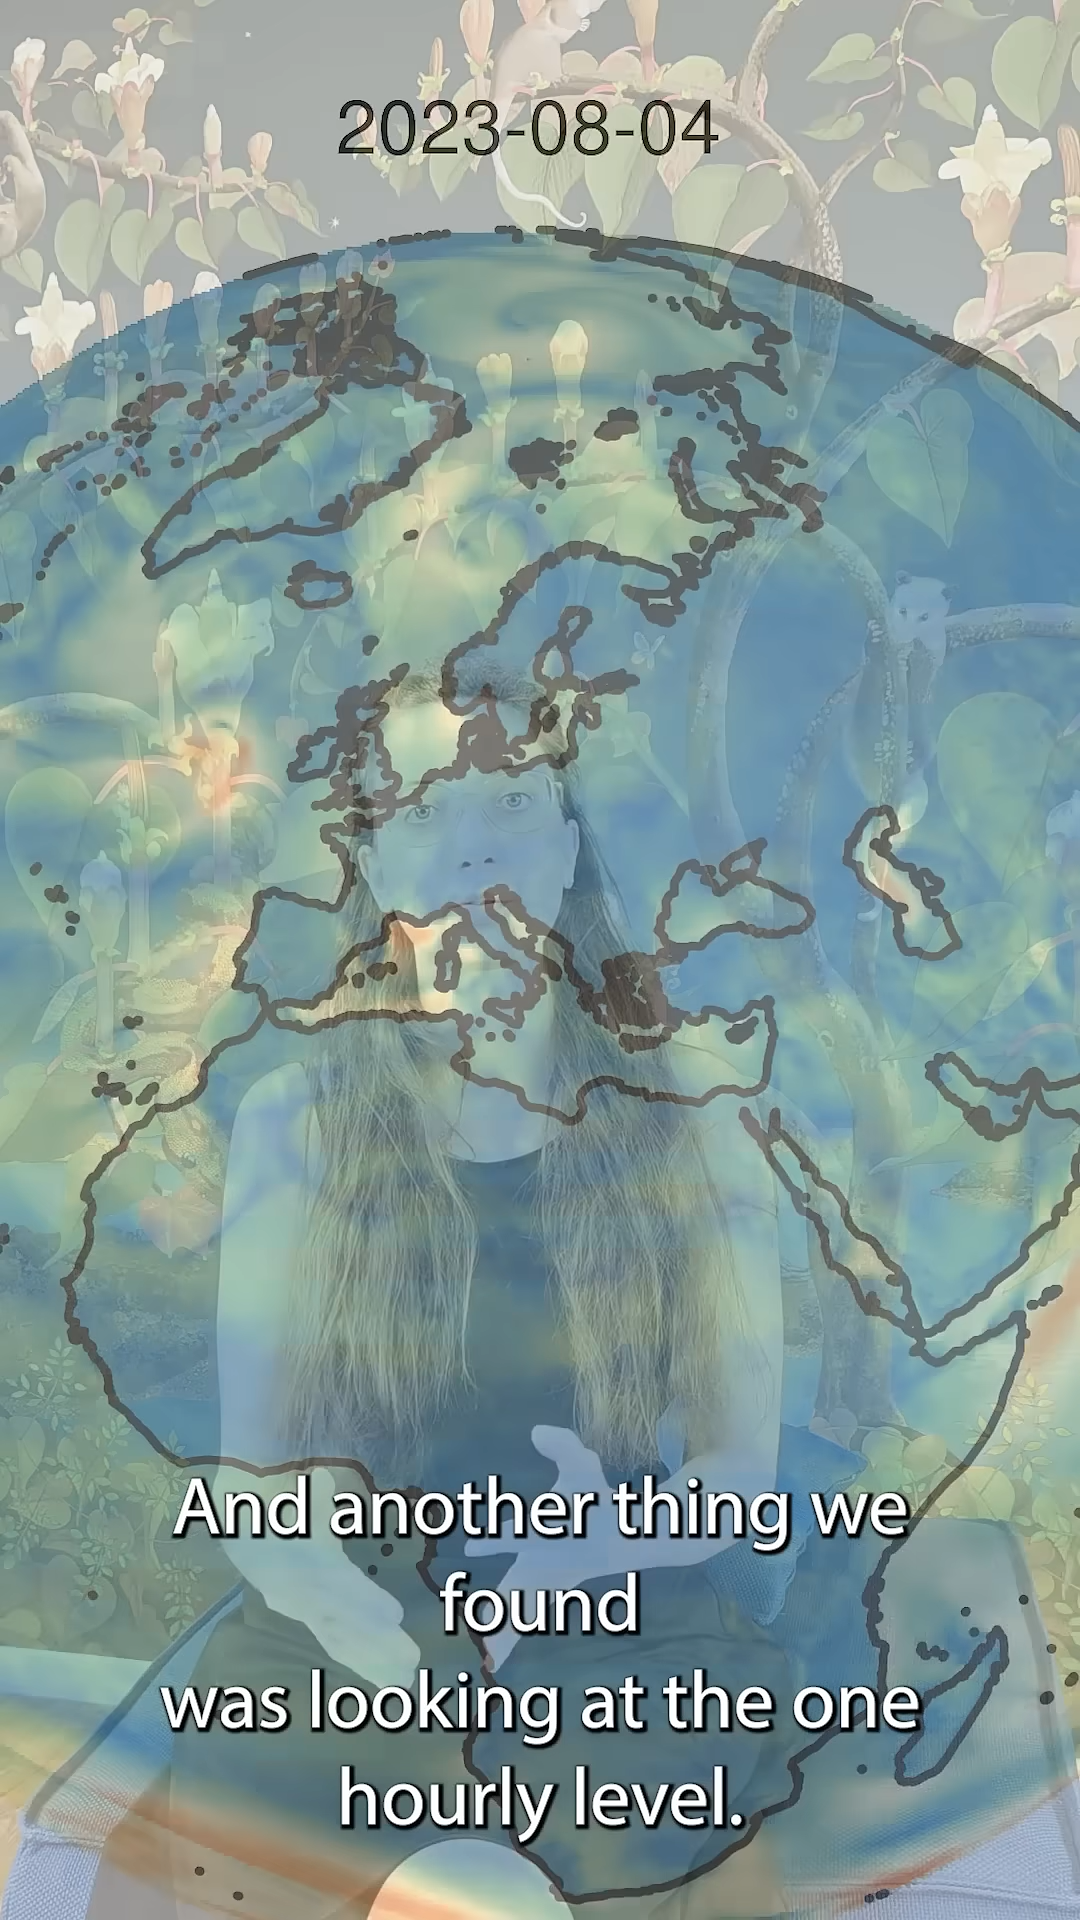 2023-08-04
And another thing we
found
was looking at the one
hourly level.